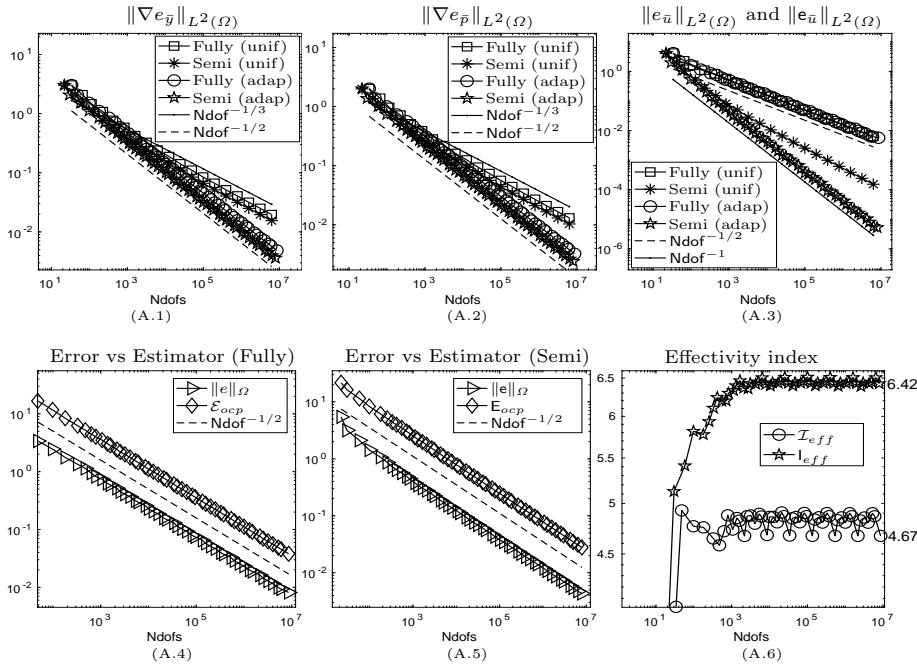 ‖∇e_ȳ‖_{L²(Ω)}
10^0
10^-1
10^-2
Fully (unif)
Semi (unif)
Fully (adap)
Semi (adap)
Ndof^{-1/3}
Ndof^{-1/2}
10^1 10^3 10^5 10^7
Ndofs
(A.1)
‖∇e_p̄‖_{L²(Ω)}
10^0
10^-1
10^-2
Fully (unif)
Semi (unif)
Fully (adap)
Semi (adap)
Ndof^{-1/3}
Ndof^{-1/2}
10^1 10^3 10^5 10^7
Ndofs
(A.2)
‖e_ū‖_{L²(Ω)} and ‖e_ū‖_{L²(Ω)}
10^0
10^-2
10^-4
10^-6
Fully (unif)
Semi (unif)
Fully (adap)
Semi (adap)
Ndof^{-1/2}
Ndof^{-1}
10^1 10^3 10^5 10^7
Ndofs
(A.3)
Error vs Estimator (Fully)
10^1
10^0
10^-1
10^-2
‖e‖_Ω
ℰ_{ocp}
Ndof^{-1/2}
10^3 10^5 10^7
Ndofs
(A.4)
Error vs Estimator (Semi)
10^1
10^0
10^-1
10^-2
‖e‖_Ω
E_{ocp}
Ndof^{-1/2}
10^3 10^5 10^7
Ndofs
(A.5)
Effectivity index
6.5
6
5.5
5
4.5
ℐ_{eff}
I_{eff}
6.42
4.67
10^1 10^3 10^5 10^7
Ndofs
(A.6)